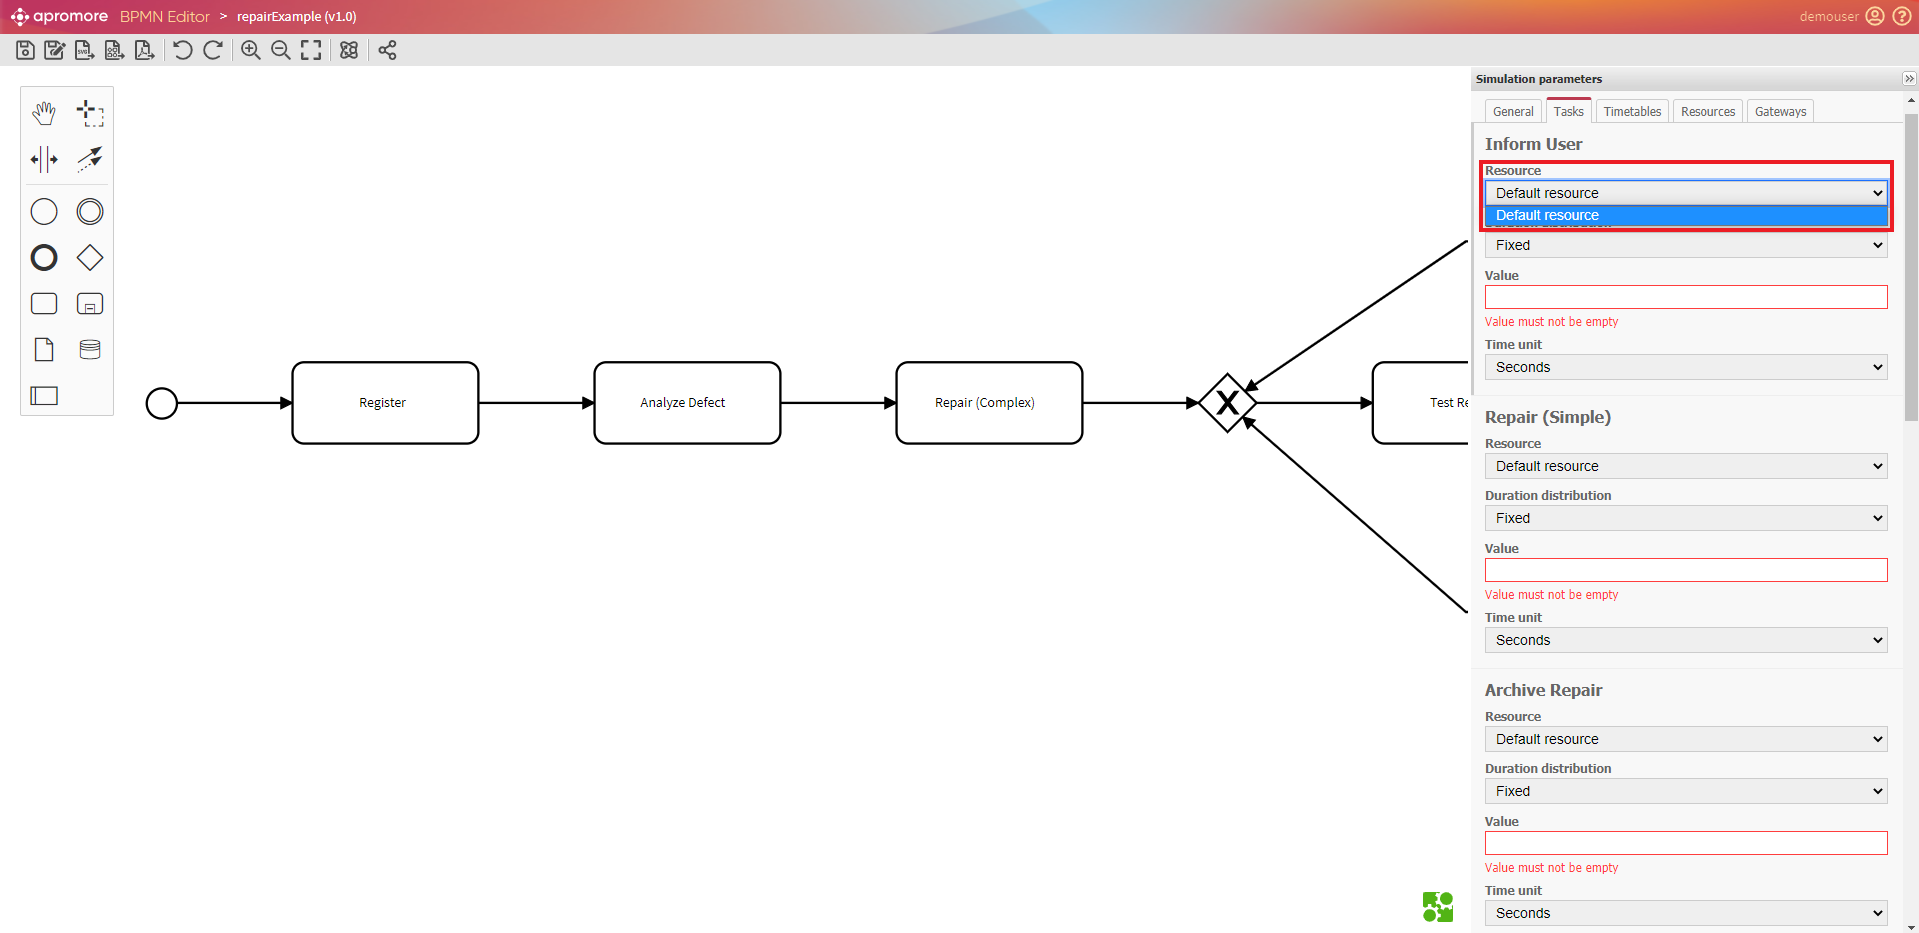 apromore BPMN Editor > repairExample (v1.0)
demouser
SVG
Simulation parameters
General Tasks Timetables Resources Gateways
Inform User
Resource
Default resource
Default resource
Fixed
Value
Value must not be empty
Time unit
Seconds
Repair (Simple)
Resource
Default resource
Duration distribution
Fixed
Value
Value must not be empty
Time unit
Seconds
Archive Repair
Resource
Default resource
Duration distribution
Fixed
Value
Value must not be empty
Time unit
Seconds
Register
Analyze Defect
Repair (Complex)
X
Test Re